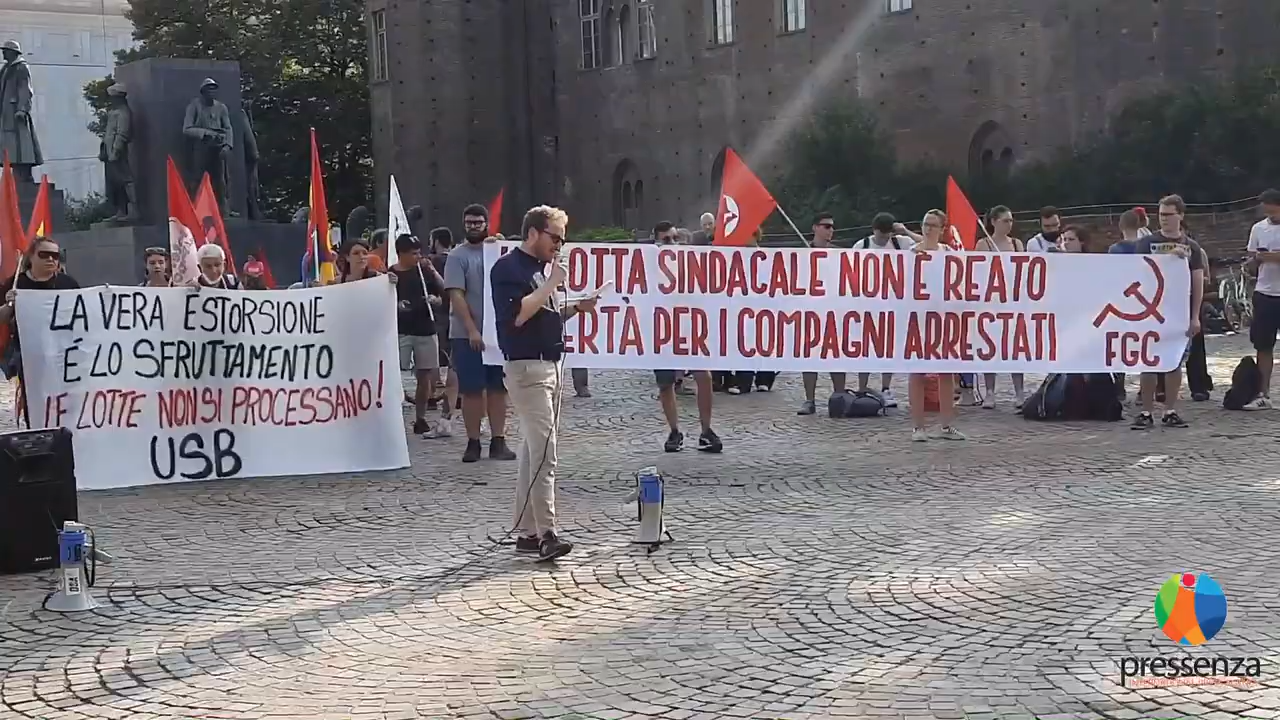 LA VERA ESTORSIONE
É LO SFRUTTAMENTO
LE LOTTE NON SI PROCESSANO!
USB
OTTA SINDACALE NON È REATO
ERTÀ PER I COMPAGNI ARRESTATI
FGC
pressenza